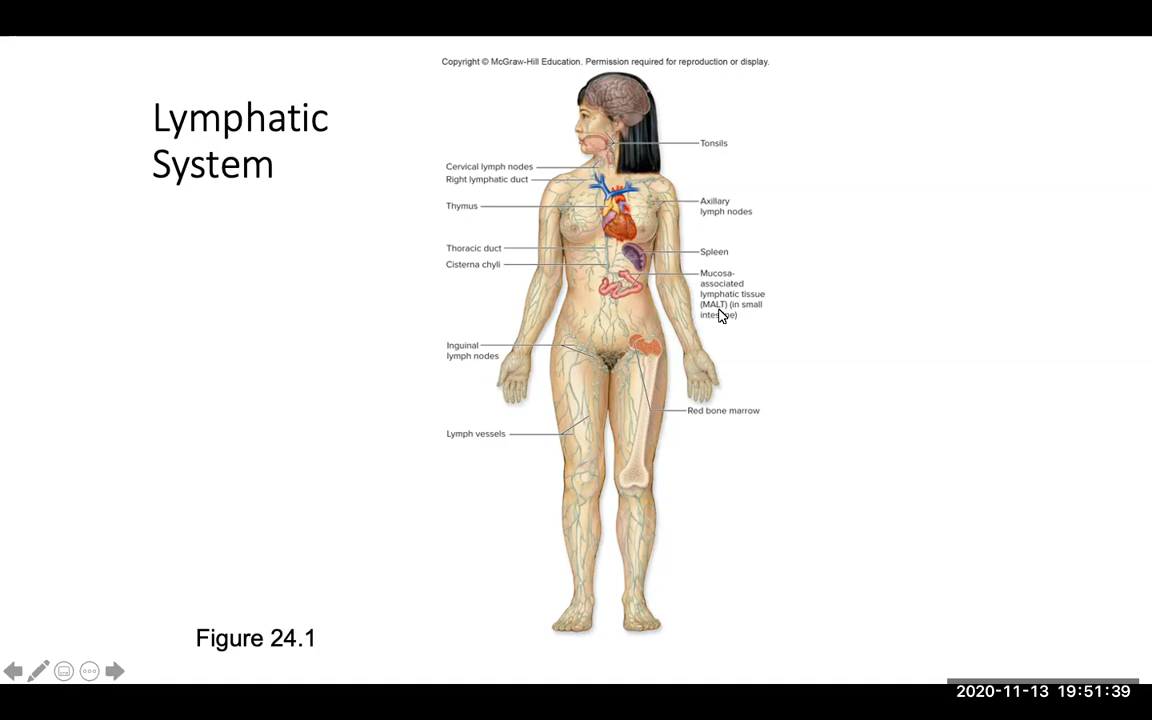 Copyright © McGraw-Hill Education. Permission required for reproduction or display.
Lymphatic
System
Tonsils
Cervical lymph nodes
Right lymphatic duct
Thymus
Axillary
lymph nodes
Thoracic duct
Spleen
Cisterna chyli
Mucosa-
associated
lymphatic tissue
(MALT) (in small
intestine)
Inguinal
lymph nodes
Red bone marrow
Lymph vessels
Figure 24.1
2020-11-13 19:51:39